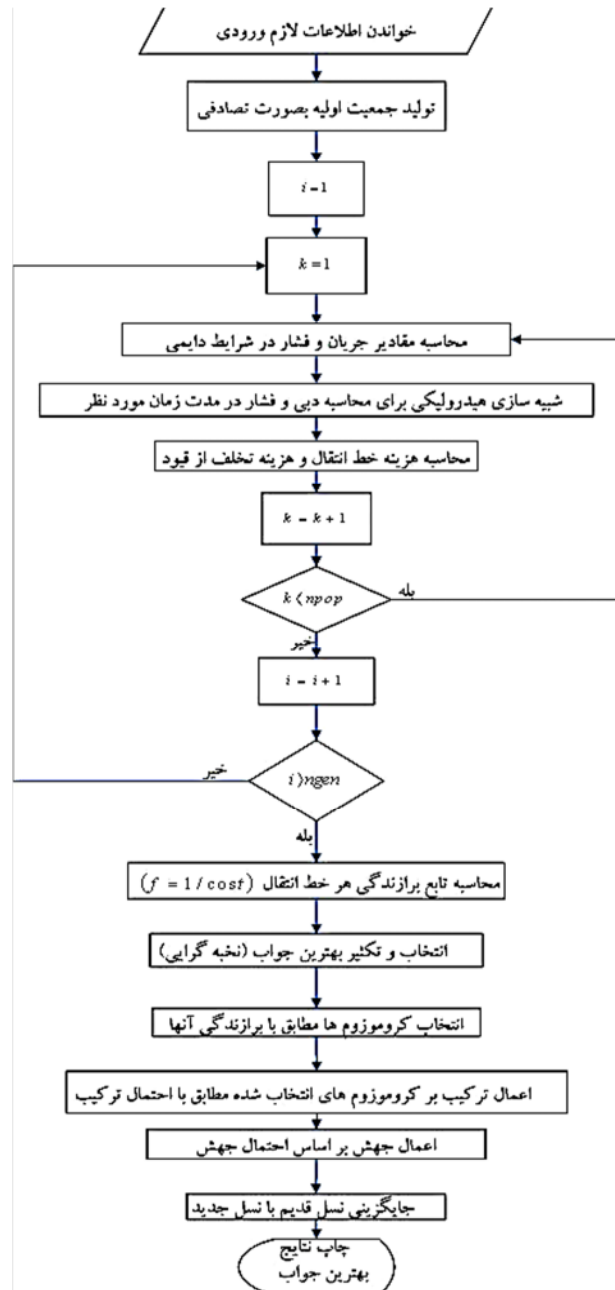 خواندن اطلاعات لازم ورودی
تولید جمعیت اولیه بصورت تصادفی
i = 1
k = 1
محاسبه مقادیر جریان و فشار در شرایط دایمی
شبیه سازی هیدرولیکی برای محاسبه دبی و فشار در مدت زمان مورد نظر
محاسبه هزینه خط انتقال و هزینه تخلف از قیود
k = k + 1
k ⟨ npop
بله
خیر
i = i + 1
i ⟩ngen
خیر
بله
محاسبه تابع برازندگی هر خط انتقال (f = 1 / cost)
انتخاب و تکثیر بهترین جواب (نخبه گرایی)
انتخاب کروموزوم ها مطابق با برازندگی آنها
اعمال ترکیب بر کروموزوم های انتخاب شده مطابق با احتمال ترکیب
اعمال جهش بر اساس احتمال جهش
جایگزینی نسل قدیم با نسل جدید
چاپ نتایج
بهترین جواب